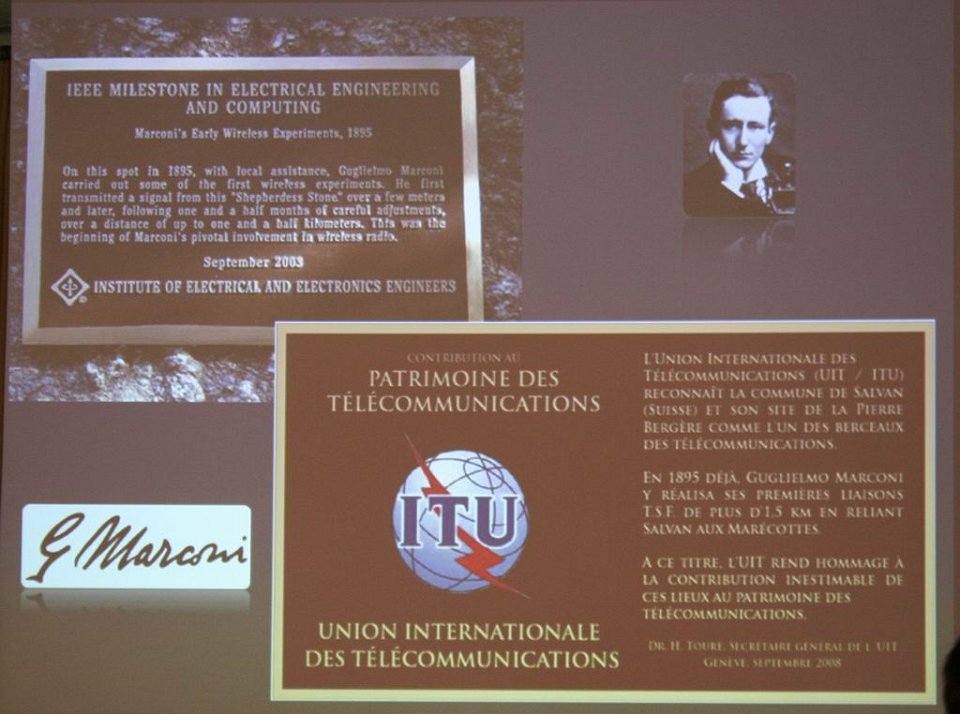 IEEE MILESTONE IN ELECTRICAL ENGINEERING
AND COMPUTING
Marconi's Early Wireless Experiments, 1895
On this spot in 1895, with local assistance, Guglielmo Marconi
carried out some of the first wireless experiments. He first
transmitted a signal from this "Shepherdess Stone" over a few meters
and later, following one and a half months of careful adjustments,
over a distance of up to one and a half kilometers. This was the
beginning of Marconi's pivotal involvement in wireless radio.
September 2003
INSTITUTE OF ELECTRICAL AND ELECTRONICS ENGINEERS
®
G Marconi
CONTRIBUTION AU
PATRIMOINE DES
TÉLÉCOMMUNICATIONS
ITU
UNION INTERNATIONALE
DES TÉLÉCOMMUNICATIONS
L'UNION INTERNATIONALE DES
TÉLÉCOMMUNICATIONS (UIT / ITU)
RECONNAÎT LA COMMUNE DE SALVAN
(SUISSE) ET SON SITE DE LA PIERRE
BERGÈRE COMME L'UN DES BERCEAUX
DES TÉLÉCOMMUNICATIONS.
EN 1895 DÉJÀ, GUGLIELMO MARCONI
Y RÉALISA SES PREMIÈRES LIAISONS
T.S.F. DE PLUS D'1,5 KM EN RELIANT
SALVAN AUX MARÉCOTTES.
A CE TITRE, L'UIT REND HOMMAGE À
LA CONTRIBUTION INESTIMABLE DE
CES LIEUX AU PATRIMOINE DES
TÉLÉCOMMUNICATIONS.
DR. H. TOURÉ, SECRÉTAIRE GÉNÉRAL DE L'UIT
GENÈVE, SEPTEMBRE 2008